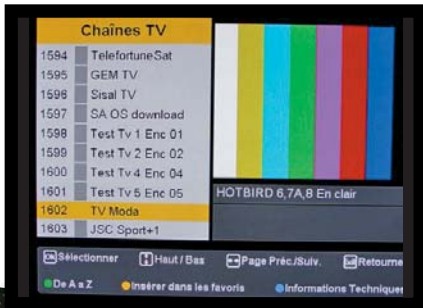 Chaînes TV
1594 TelefortuneSat
1595 GEM TV
1596 Sisal TV
1597 SA OS download
1598 Test Tv 1 Enc 01
1599 Test Tv 2 Enc 02
1600 Test Tv 4 Enc 04
1601 Test Tv 5 Enc 05
1602 TV Moda
1603 JSC Sport+1
HOTBIRD 6,7A,8 En clair
OK Sélectionner Haut / Bas Page Préc./Suiv. Exit Retourne
De A a Z Insérer dans les favoris Informations Technique